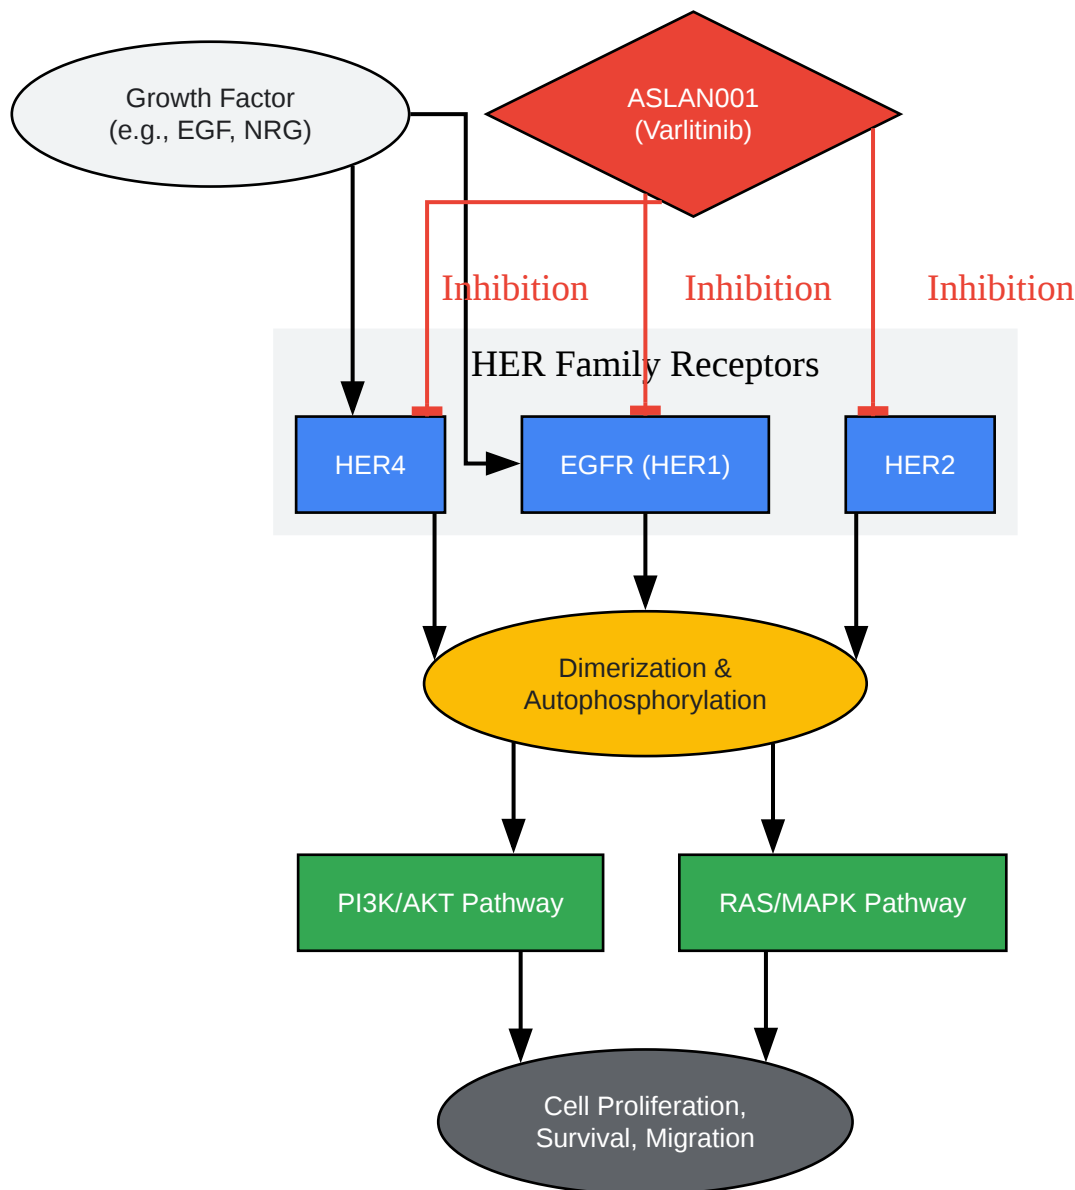 Growth Factor
(e.g., EGF, NRG)
ASLAN001
(Varlitinib)
Inhibition
Inhibition
Inhibition
HER Family Receptors
HER4
EGFR (HER1)
HER2
Dimerization &
Autophosphorylation
PI3K/AKT Pathway
RAS/MAPK Pathway
Cell Proliferation,
Survival, Migration